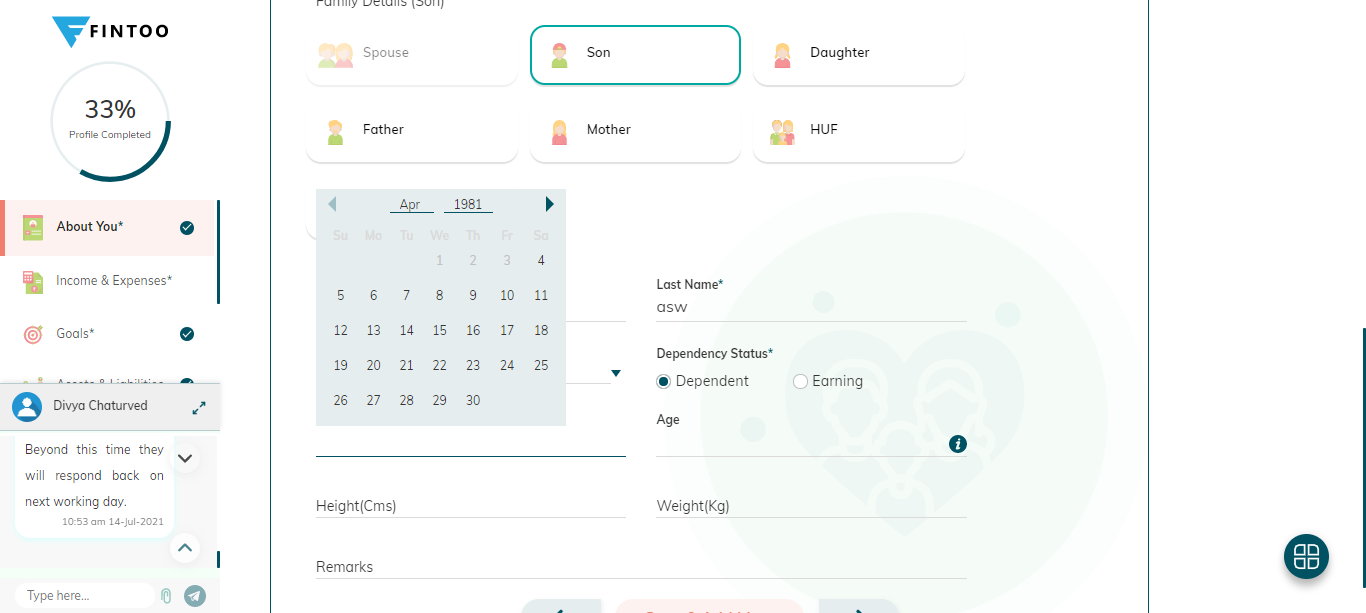 FINTOO
33%
Profile Completed
About You*
Income & Expenses*
Goals*
Assets & Liabilities
Divya Chaturved
Beyond this time they
will respond back on
next working day.
10:53 am 14-Jul-2021
Type here...
Family Details (Son)
Spouse
Son
Daughter
Father
Mother
HUF
Apr 1981
Su Mo Tu We Th Fr Sa
1 2 3 4
5 6 7 8 9 10 11
12 13 14 15 16 17 18
19 20 21 22 23 24 25
26 27 28 29 30
Last Name*
asw
Dependency Status*
Dependent Earning
Age
Height(Cms)
Weight(Kg)
Remarks